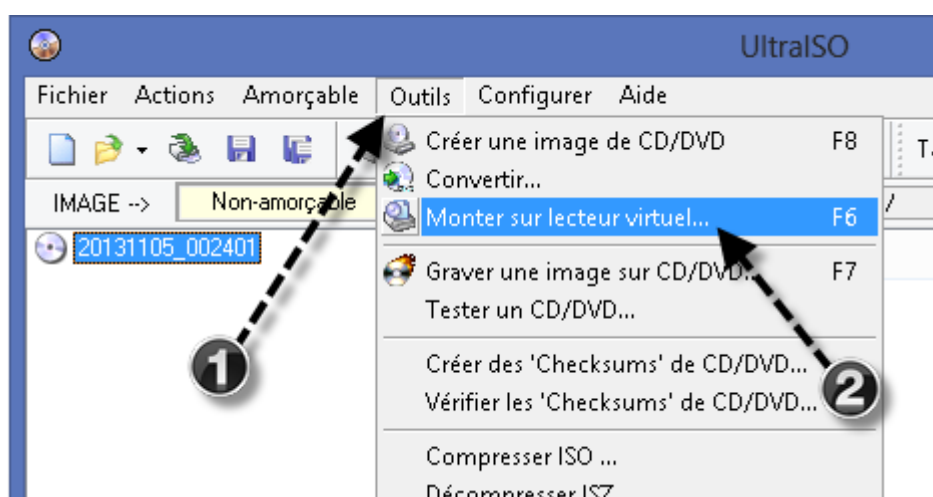 UltraISO
Fichier Actions Amorçable Outils Configurer Aide
Créer une image de CD/DVD F8
Convertir...
IMAGE --> Non-amorçable /
Monter sur lecteur virtuel... F6
20131105_002401
Graver une image sur CD/DVD... F7
Tester un CD/DVD...
1
Créer des 'Checksums' de CD/DVD...
2
Vérifier les 'Checksums' de CD/DVD...
Compresser ISO ...
Décompresser ISZ